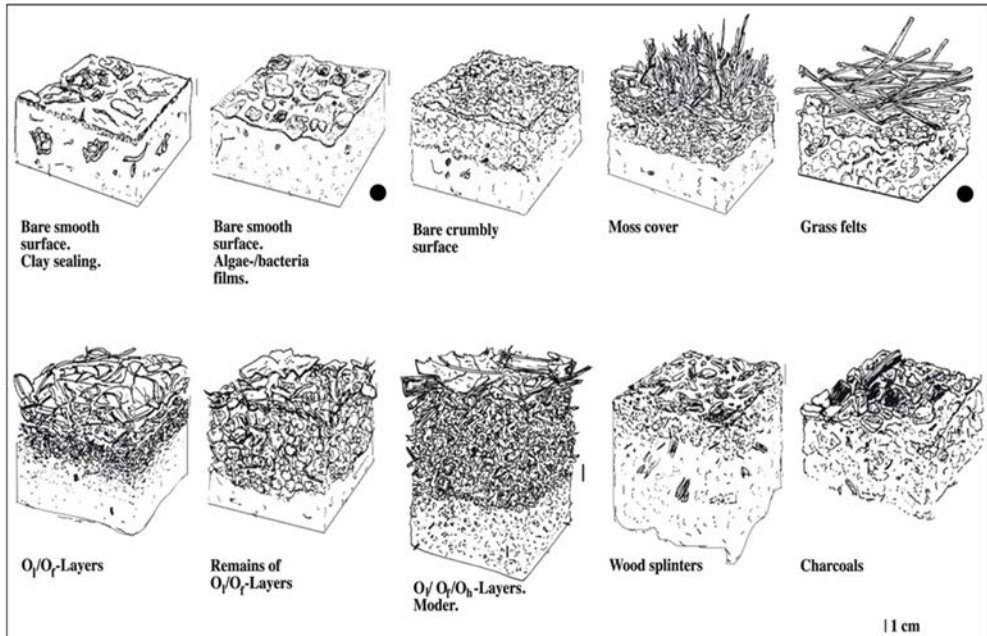 Bare smooth
surface.
Clay sealing.
Bare smooth
surface.
Algae-/bacteria
films.
Bare crumbly
surface
Moss cover
Grass felts
Ol/Of-Layers
Remains of
Ol/Of-Layers
Ol/ Of/Oh-Layers.
Moder.
Wood splinters
Charcoals
| 1 cm